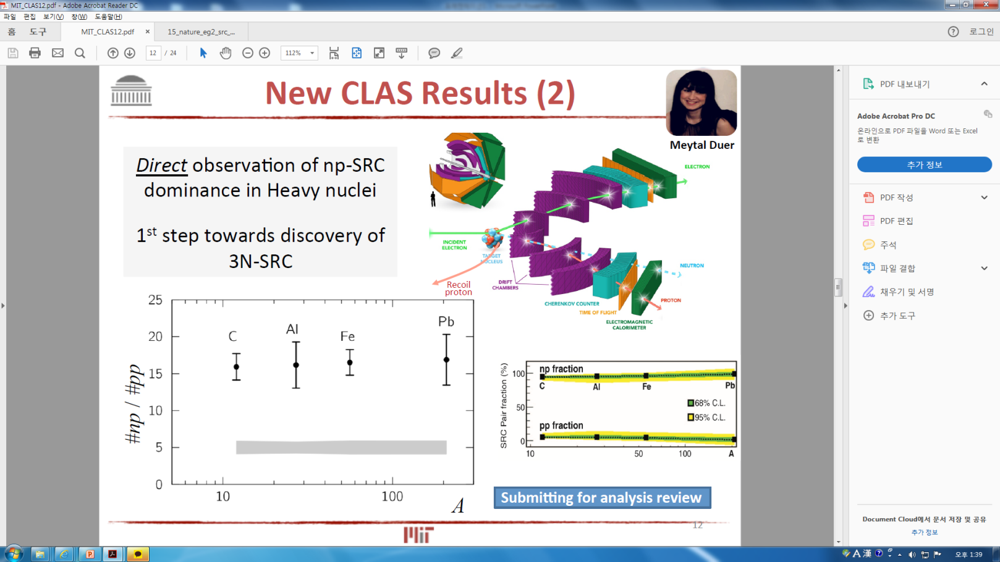 MIT_CLAS12.pdf - Adobe Acrobat Reader DC
파일 편집 보기(V) 창(W) 도움말(H)
홈 도구 MIT_CLAS12.pdf × 15_nature_eg2_src_... ? 로그인
12 / 24 112%
New CLAS Results (2)
Meytal Duer
Direct observation of np-SRC
dominance in Heavy nuclei
1st step towards discovery of
3N-SRC
ELECTRON
INCIDENT
ELECTRON
TARGET
NUCLEUS
Recoil
proton
DRIFT
CHAMBERS
NEUTRON
PROTON
CHERENKOV COUNTER
TIME OF FLIGHT
ELECTROMAGNETIC
CALORIMETER
25
20
15
10
5
0
#np / #pp
C Al Fe Pb
10 100
A
SRC Pair fraction (%)
100
50
0
np fraction
C Al Fe Pb
68% C.L.
95% C.L.
pp fraction
10 50 100 A
Submitting for analysis review
12
MIT
PDF 내보내기
Adobe Acrobat Pro DC
온라인으로 PDF 파일을 Word 또는 Excel
로 변환
추가 정보
PDF 작성
PDF 편집
주석
파일 결합
채우기 및 서명
추가 도구
Document Cloud에서 문서 저장 및 공유
추가 정보
A 漢 ? 오후 1:39